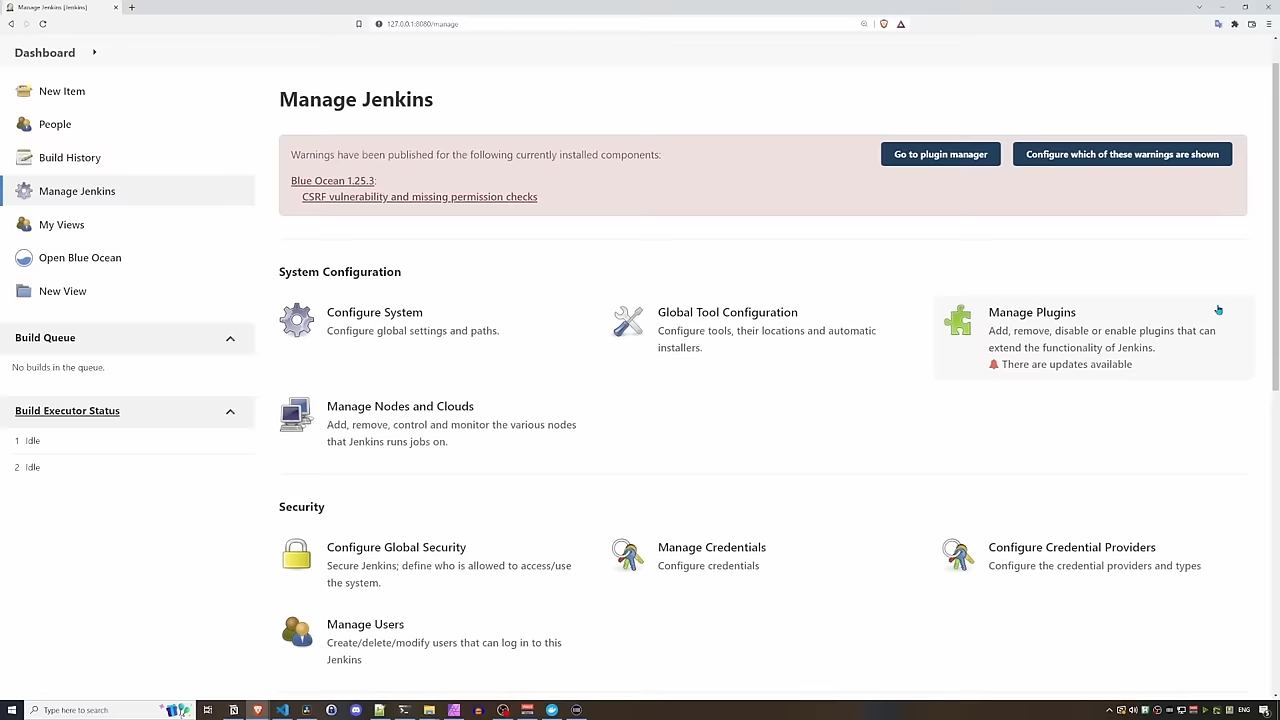 Manage Jenkins [Jenkins]
127.0.0.1:8080/manage
Dashboard
New Item
People
Build History
Manage Jenkins
My Views
Open Blue Ocean
New View
Build Queue
No builds in the queue.
Build Executor Status
1 Idle
2 Idle
Manage Jenkins
Warnings have been published for the following currently installed components:
Go to plugin manager
Configure which of these warnings are shown
Blue Ocean 1.25.3:
CSRF vulnerability and missing permission checks
System Configuration
Configure System
Configure global settings and paths.
Global Tool Configuration
Configure tools, their locations and automatic
installers.
Manage Plugins
Add, remove, disable or enable plugins that can
extend the functionality of Jenkins.
There are updates available
Manage Nodes and Clouds
Add, remove, control and monitor the various nodes
that Jenkins runs jobs on.
Security
Configure Global Security
Secure Jenkins; define who is allowed to access/use
the system.
Manage Credentials
Configure credentials
Configure Credential Providers
Configure the credential providers and types
Manage Users
Create/delete/modify users that can log in to this
Jenkins
Type here to search
ENG